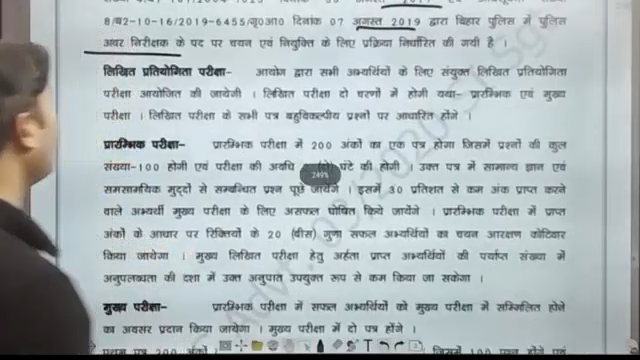 8/ब2-10-16/2019-6455/गृ0आ0 दिनांक 07 अगस्त 2019 द्वारा बिहार पुलिस में पुलिस
अवर निरीक्षक के पद पर चयन एवं नियुक्ति के लिए प्रक्रिया निर्धारित की गयी है ।
लिखित प्रतियोगिता परीक्षा- आयोग द्वारा सभी अभ्यर्थियों के लिए संयुक्त लिखित प्रतियोगिता
परीक्षा आयोजित की जायेगी । लिखित परीक्षा दो चरणों में होगी यथा- प्रारम्भिक एवं मुख्य
परीक्षा । लिखित परीक्षा के सभी पत्र बहुविकल्पीय प्रश्नों पर आधारित होंगे ।
प्रारम्भिक परीक्षा- प्रारम्भिक परीक्षा में 200 अंकों का एक पत्र होगा जिसमें प्रश्नों की कुल
संख्या-100 होगी एवं परीक्षा की अवधि घंटे की होगी उक्त पत्र में सामान्य ज्ञान एवं
249%
समसामयिक मुद्दों से सम्बन्धित प्रश्न पूछे जायेंगे । इसमें 30 प्रतिशत से कम अंक प्राप्त करने
वाले अभ्यर्थी मुख्य परीक्षा के लिए असफल घोषित किये जायेंगे । प्रारम्भिक परीक्षा में प्राप्त
अंकों के आधार पर रिक्तियों के 20 (बीस) गुणा सफल अभ्यर्थियों का चयन आरक्षण कोटिवार
किया जायेगा । मुख्य लिखित परीक्षा हेतु अर्हता प्राप्त अभ्यर्थियों की पर्याप्त संख्या में
अनुपलब्धता की दशा में उक्त अनुपात उपयुक्त रूप से कम किया जा सकेगा ।
मुख्य परीक्षा- प्रारम्भिक परीक्षा में सफल अभ्यर्थियों को मुख्य परीक्षा में सम्मिलित होने
का अवसर प्रदान किया जायेगा । मुख्य परीक्षा में दो पत्र होंगे ।